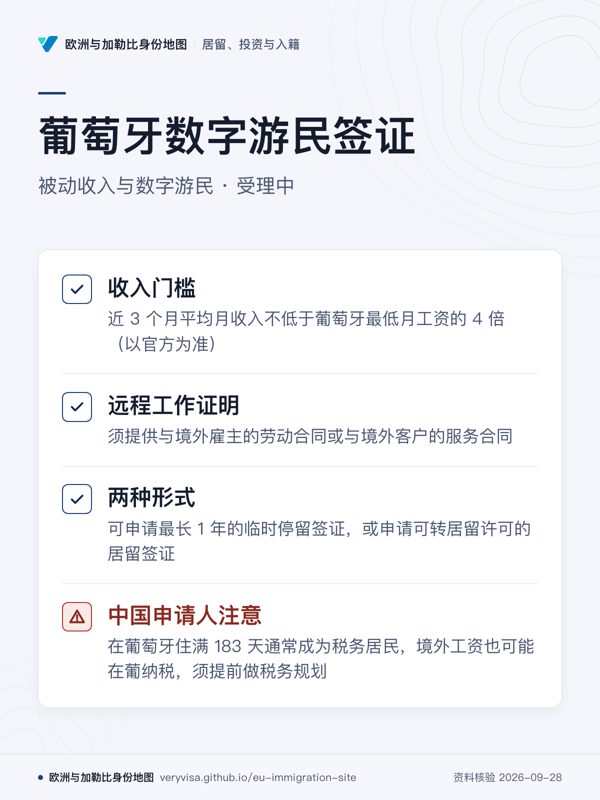 欧洲与加勒比身份地图 居留、投资与入籍
葡萄牙数字游民签证
被动收入与数字游民 · 受理中
收入门槛
近 3 个月平均月收入不低于葡萄牙最低月工资的 4 倍
（以官方为准）
远程工作证明
须提供与境外雇主的劳动合同或与境外客户的服务合同
两种形式
可申请最长 1 年的临时停留签证，或申请可转居留许可的
居留签证
中国申请人注意
在葡萄牙住满 183 天通常成为税务居民，境外工资也可能
在葡纳税，须提前做税务规划
欧洲与加勒比身份地图 veryvisa.github.io/eu-immigration-site 资料核验 2026-09-28